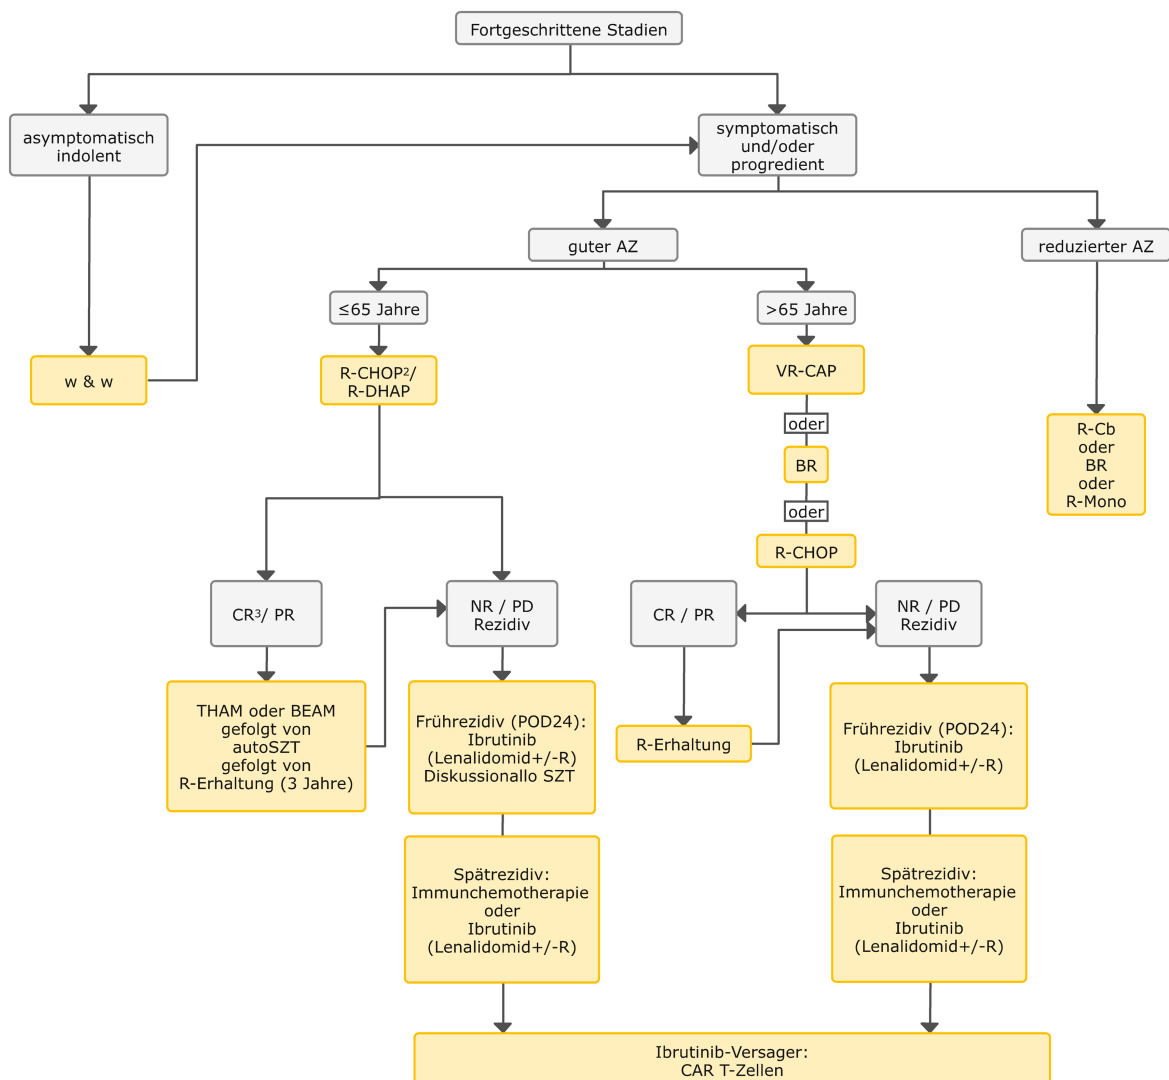 Fortgeschrittene Stadien
asymptomatisch
indolent
symptomatisch
und/oder
progredient
guter AZ
reduzierter AZ
≤65 Jahre
>65 Jahre
w & w
R-CHOP²/
R-DHAP
VR-CAP
oder
BR
oder
R-CHOP
R-Cb
oder
BR
oder
R-Mono
CR³/ PR
NR / PD
Rezidiv
CR / PR
NR / PD
Rezidiv
THAM oder BEAM
gefolgt von
autoSZT
gefolgt von
R-Erhaltung (3 Jahre)
Frührezidiv (POD24):
Ibrutinib
(Lenalidomid+/-R)
Diskussionallo SZT
R-Erhaltung
Frührezidiv (POD24):
Ibrutinib
(Lenalidomid+/-R)
Spätrezidiv:
Immunchemotherapie
oder
Ibrutinib
(Lenalidomid+/-R)
Spätrezidiv:
Immunchemotherapie
oder
Ibrutinib
(Lenalidomid+/-R)
Ibrutinib-Versager:
CAR T-Zellen